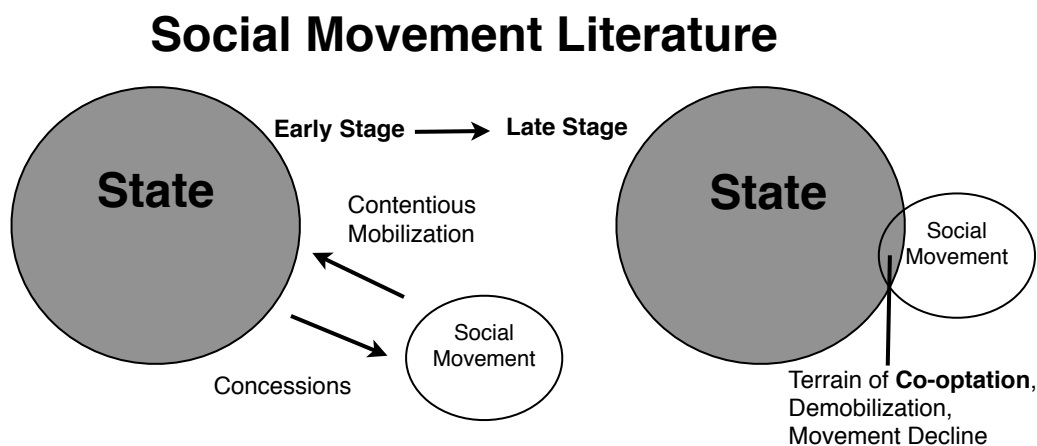 Social Movement Literature
State
Early Stage
Late Stage
State
Contentious
Mobilization
Social
Movement
Concessions
Social
Movement
Terrain of Co-optation,
Demobilization,
Movement Decline